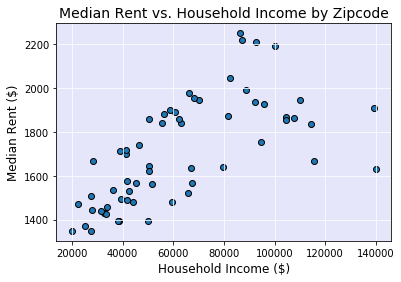 Median Rent vs. Household Income by Zipcode
Median Rent ($)
2200
2000
1800
1600
1400
20000 40000 60000 80000 100000 120000 140000
Household Income ($)